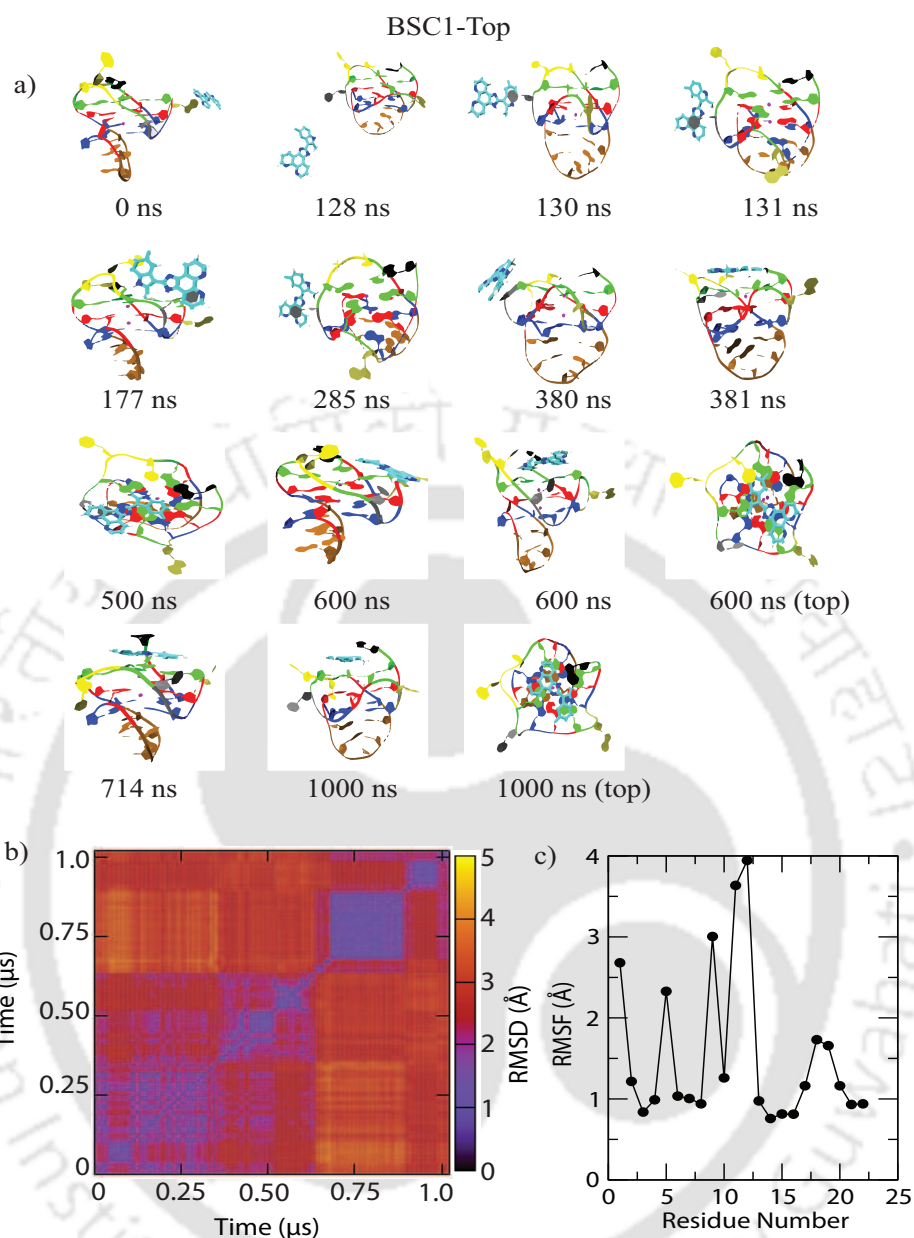 BSC1-Top
a)
0 ns
128 ns
130 ns
131 ns
177 ns
285 ns
380 ns
381 ns
500 ns
600 ns
600 ns
600 ns (top)
714 ns
1000 ns
1000 ns (top)
b)
1.0
0.75
0.50
0.25
0
Time (µs)
0 0.25 0.50 0.75 1.0
Time (µs)
5
4
3
2
1
0
RMSD (Å)
c)
4
3
2
1
0
RMSF (Å)
0 5 10 15 20 25
Residue Number